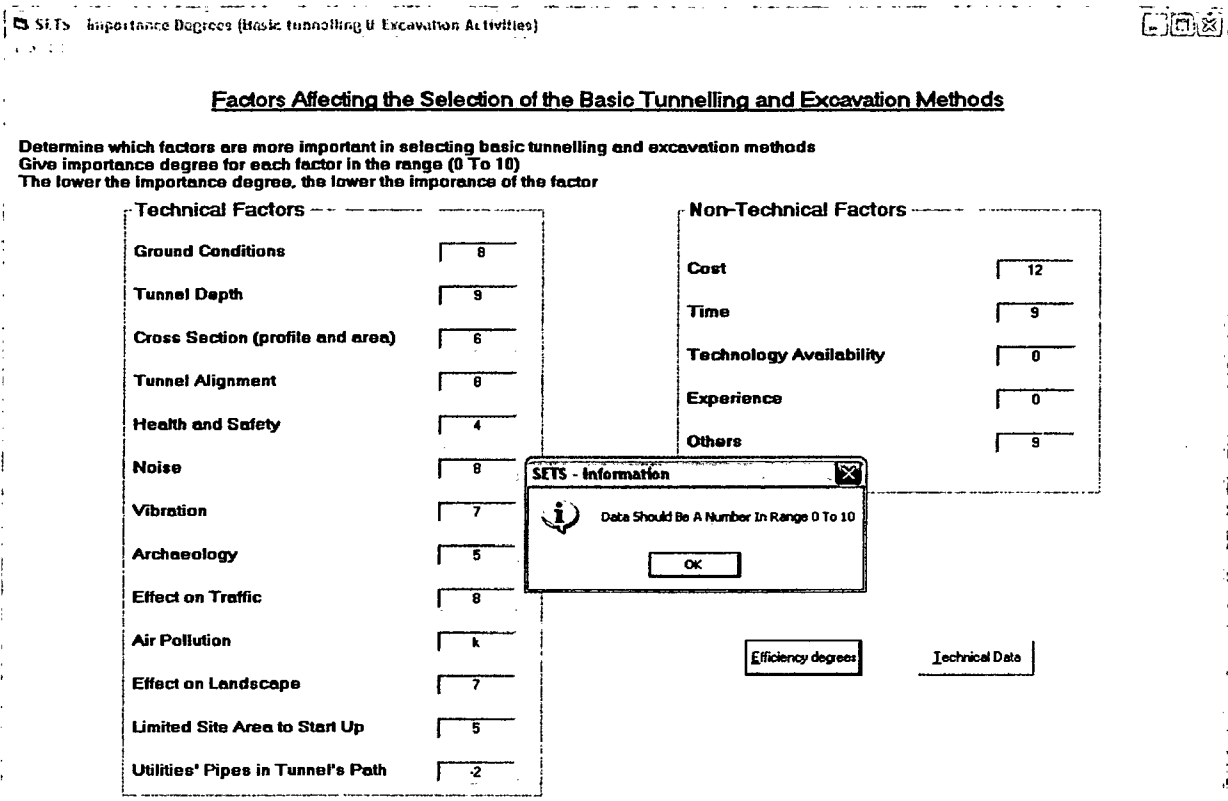 SETS - Importance Degrees (Basic tunnelling & Excavation Activities)
Factors Affecting the Selection of the Basic Tunnelling and Excavation Methods
Determine which factors are more important in selecting basic tunnelling and excavation methods
Give importance degree for each factor in the range (0 To 10)
The lower the importance degree, the lower the imporance of the factor
Technical Factors
Ground Conditions 8
Tunnel Depth 9
Cross Section (profile and area) 6
Tunnel Alignment 8
Health and Safety 4
Noise 8
Vibration 7
Archaeology 5
Effect on Traffic 8
Air Pollution k
Effect on Landscape 7
Limited Site Area to Start Up 5
Utilities' Pipes in Tunnel's Path -2
Non-Technical Factors
Cost 12
Time 9
Technology Availability 0
Experience 0
Others 9
SETS - Information
Data Should Be A Number In Range 0 To 10
OK
Efficiency degrees
Technical Data